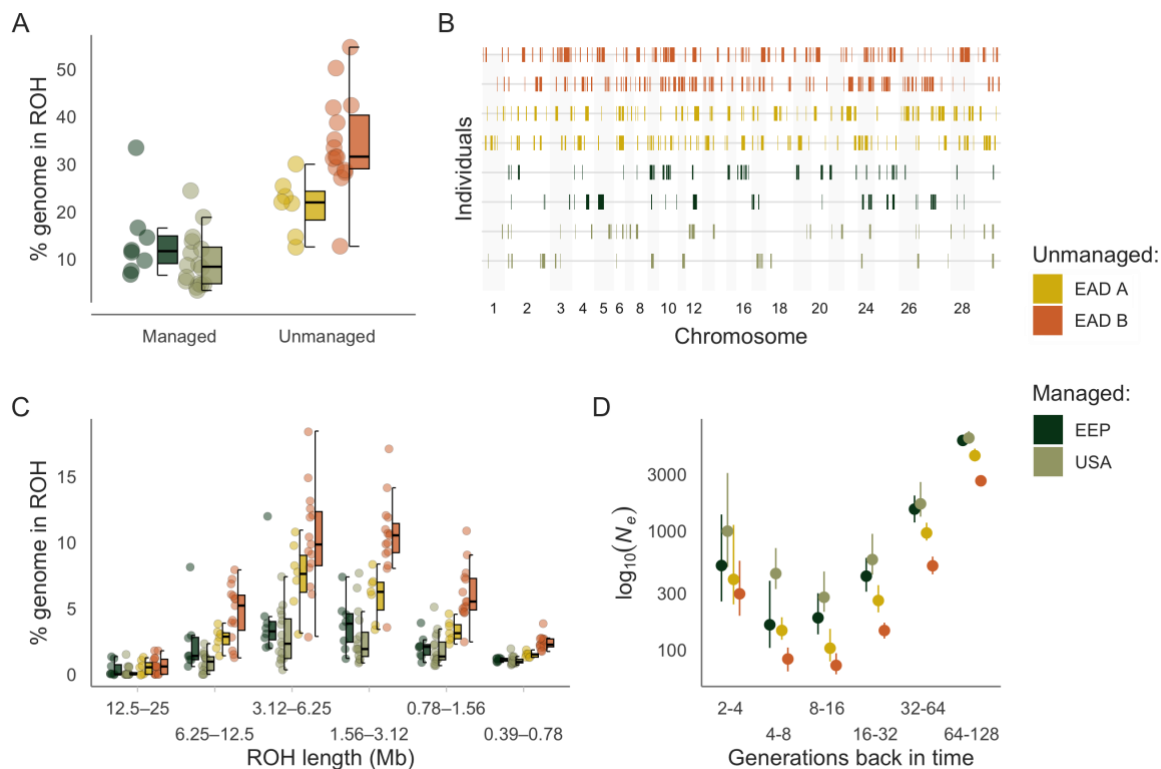 A
% genome in ROH
50
40
30
20
10
Managed
Unmanaged
B
Individuals
1 2 3 4 5 6 8 10 12 14 16 18 20 24 26 28
Chromosome
Unmanaged:
EAD A
EAD B
Managed:
EEP
USA
C
% genome in ROH
15
10
5
0
12.5–25
6.25–12.5
3.12–6.25
1.56–3.12
0.78–1.56
0.39–0.78
ROH length (Mb)
D
log10(Ne)
3000
1000
300
100
2-4
4-8
8-16
16-32
32-64
64-128
Generations back in time